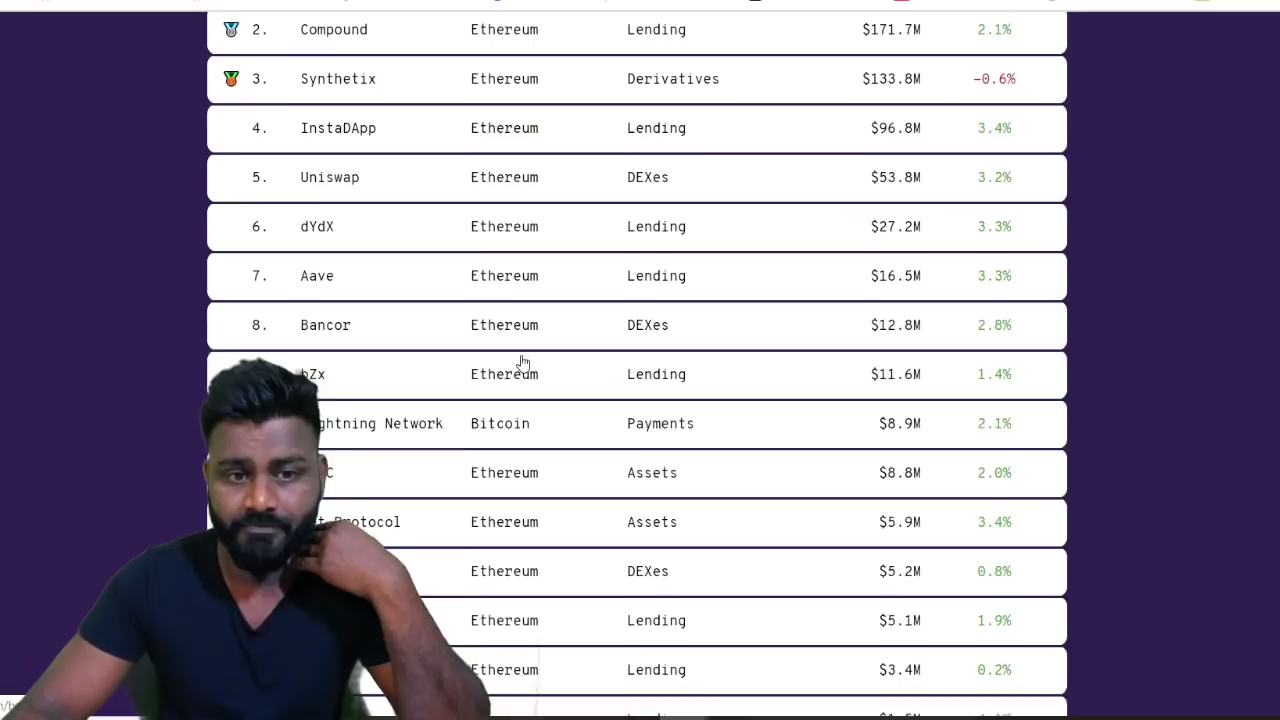 2. Compound Ethereum Lending $171.7M 2.1%
3. Synthetix Ethereum Derivatives $133.8M -0.6%
4. InstaDApp Ethereum Lending $96.8M 3.4%
5. Uniswap Ethereum DEXes $53.8M 3.2%
6. dYdX Ethereum Lending $27.2M 3.3%
7. Aave Ethereum Lending $16.5M 3.3%
8. Bancor Ethereum DEXes $12.8M 2.8%
bZx Ethereum Lending $11.6M 1.4%
Network Bitcoin Payments $8.9M 2.1%
Ethereum Assets $8.8M 2.0%
Protocol Ethereum Assets $5.9M 3.4%
Ethereum DEXes $5.2M 0.8%
Ethereum Lending $5.1M 1.9%
Ethereum Lending $3.4M 0.2%